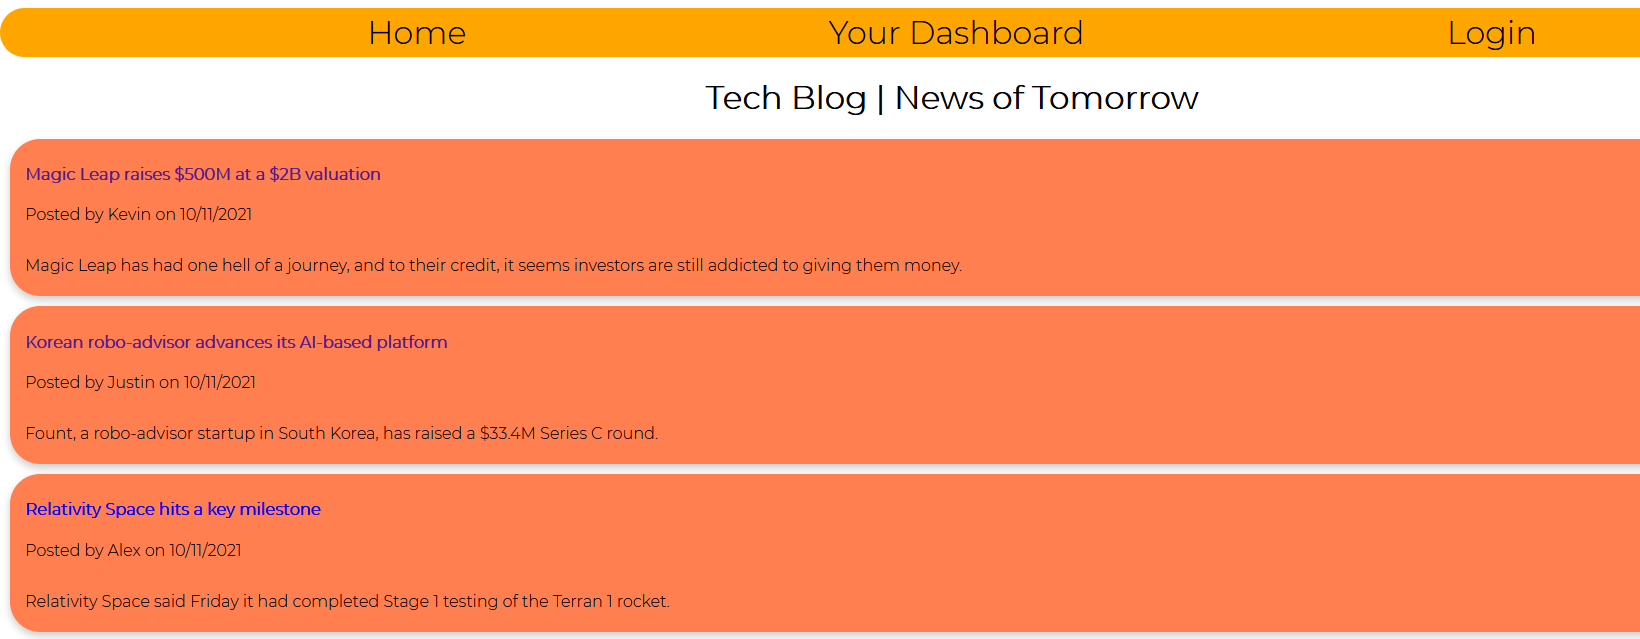 Home Your Dashboard Login
Tech Blog | News of Tomorrow
Magic Leap raises $500M at a $2B valuation
Posted by Kevin on 10/11/2021
Magic Leap has had one hell of a journey, and to their credit, it seems investors are still addicted to giving them money.
Korean robo-advisor advances its AI-based platform
Posted by Justin on 10/11/2021
Fount, a robo-advisor startup in South Korea, has raised a $33.4M Series C round.
Relativity Space hits a key milestone
Posted by Alex on 10/11/2021
Relativity Space said Friday it had completed Stage 1 testing of the Terran 1 rocket.